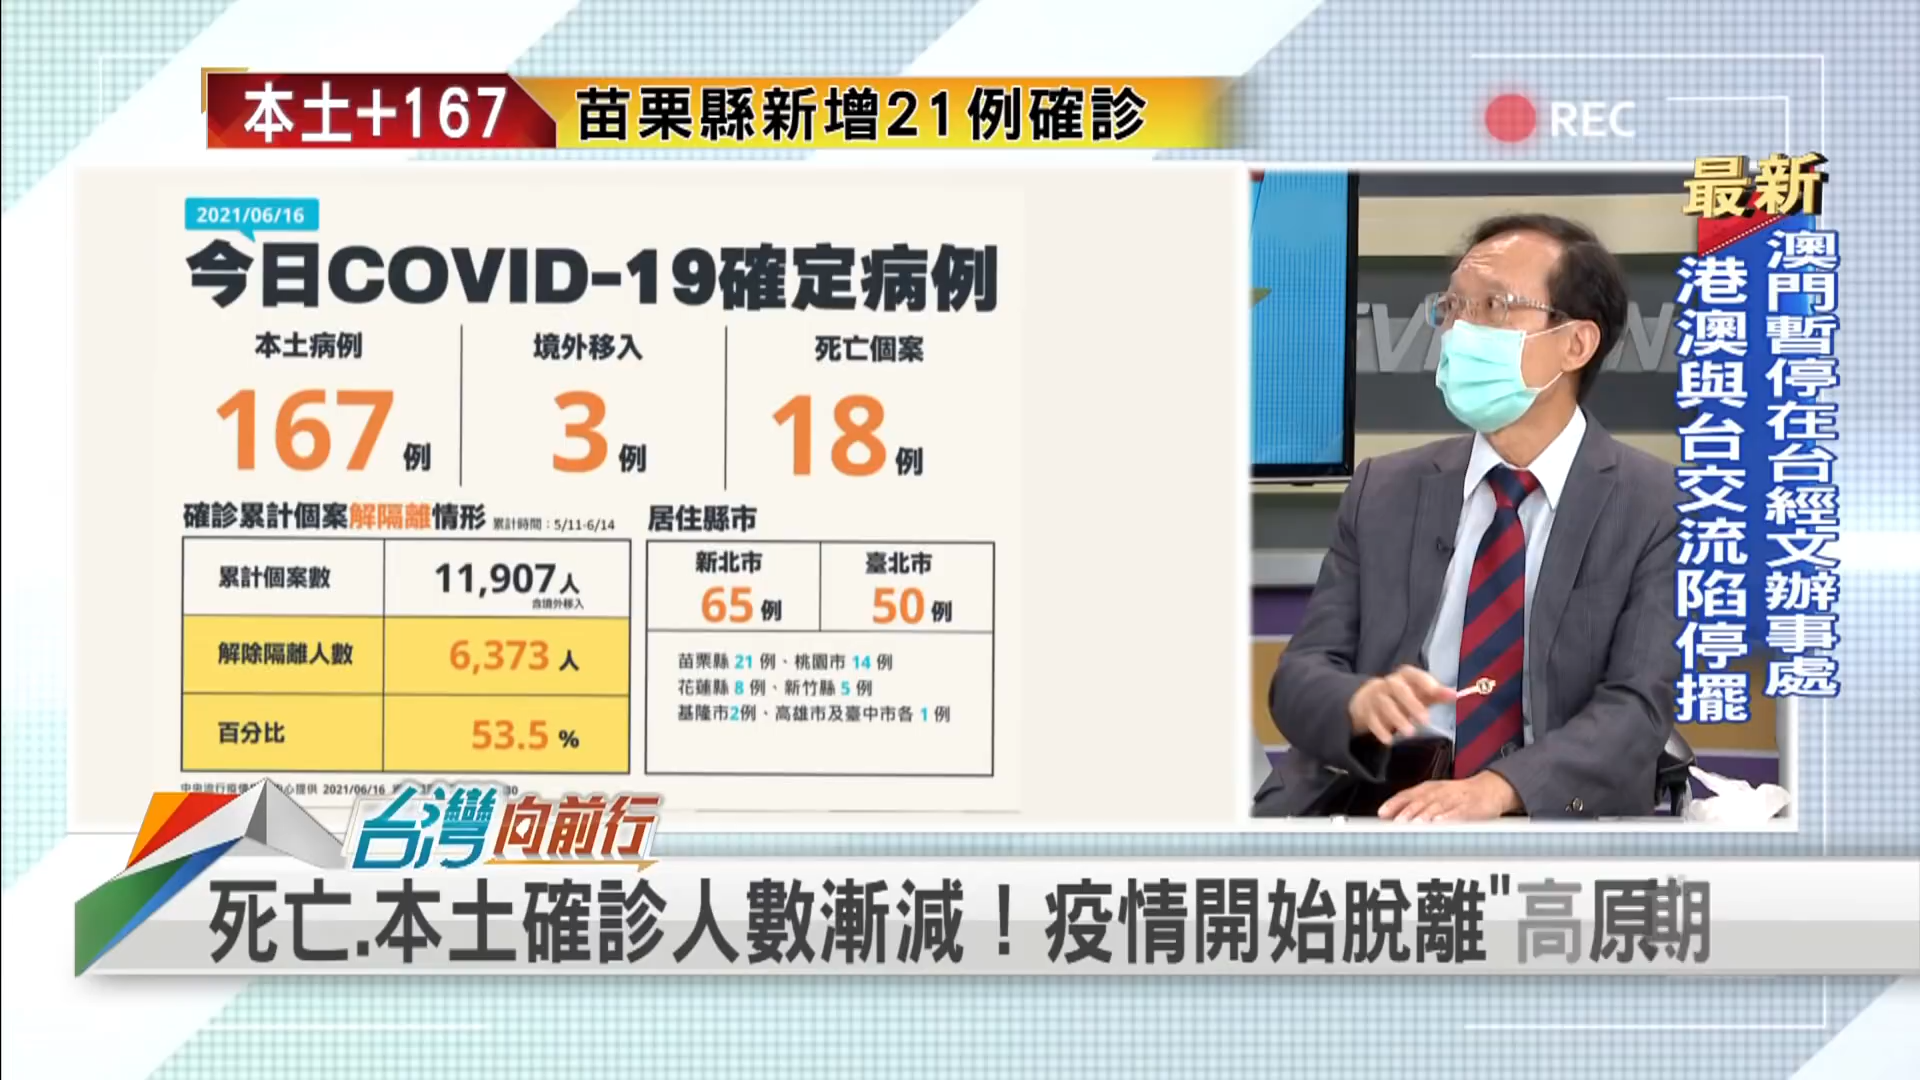 本土+167 苗栗縣新增21例確診
REC
最新
澳門暫停在台經文辦事處
港澳與台交流陷停擺
2021/06/16
今日COVID-19確定病例
本土病例 境外移入 死亡個案
167例 3例 18例
確診累計個案解隔離情形 累計時間：5/11-6/14
累計個案數 11,907人
含境外移入
解除隔離人數 6,373人
百分比 53.5%
居住縣市
新北市 臺北市
65例 50例
苗栗縣 21 例、桃園市 14 例
花蓮縣 8 例、新竹縣 5 例
基隆市2例、高雄市及臺中市各 1 例
2021/06/16
台灣向前行
死亡.本土確診人數漸減！疫情開始脫離"高原期